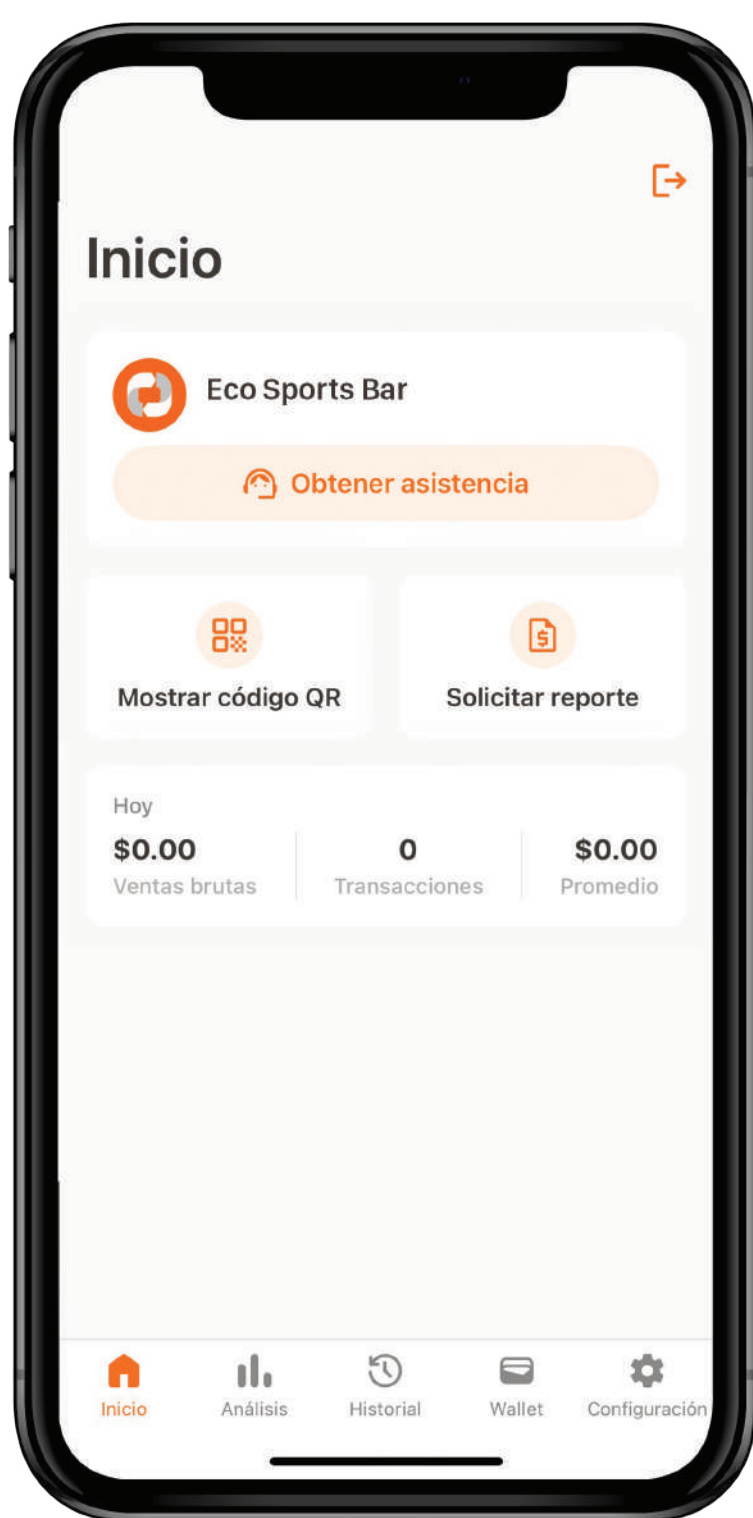 Inicio
Eco Sports Bar
Obtener asistencia
Mostrar código QR
Solicitar reporte
Hoy
$0.00 0 $0.00
Ventas brutas Transacciones Promedio
Inicio Análisis Historial Wallet Configuración